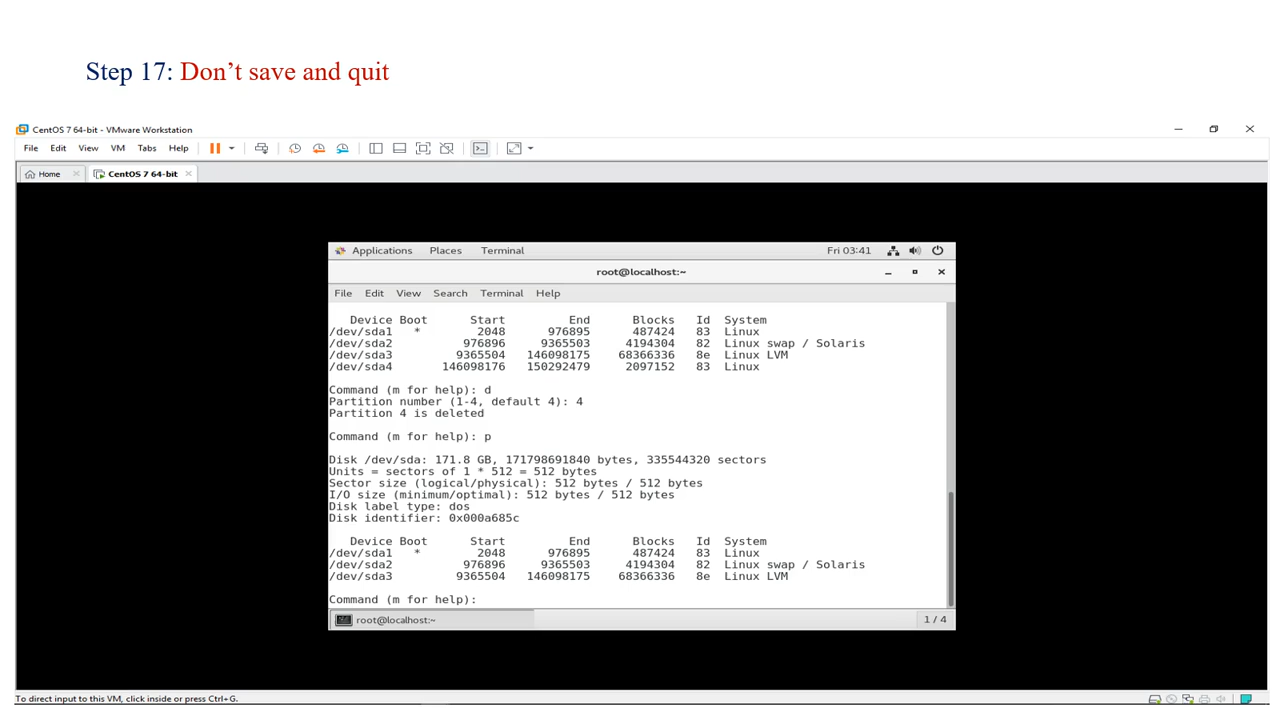 Step 17: Don’t save and quit
CentOS 7 64-bit - VMware Workstation
File Edit View VM Tabs Help
Home CentOS 7 64-bit
Applications Places Terminal Fri 03:41
root@localhost:~
File Edit View Search Terminal Help
Device Boot Start End Blocks Id System
/dev/sda1 * 2048 976895 487424 83 Linux
/dev/sda2 976896 9365503 4194304 82 Linux swap / Solaris
/dev/sda3 9365504 146098175 68366336 8e Linux LVM
/dev/sda4 146098176 150292479 2097152 83 Linux
Command (m for help): d
Partition number (1-4, default 4): 4
Partition 4 is deleted
Command (m for help): p
Disk /dev/sda: 171.8 GB, 171798691840 bytes, 335544320 sectors
Units = sectors of 1 * 512 = 512 bytes
Sector size (logical/physical): 512 bytes / 512 bytes
I/O size (minimum/optimal): 512 bytes / 512 bytes
Disk label type: dos
Disk identifier: 0x000a685c
Device Boot Start End Blocks Id System
/dev/sda1 * 2048 976895 487424 83 Linux
/dev/sda2 976896 9365503 4194304 82 Linux swap / Solaris
/dev/sda3 9365504 146098175 68366336 8e Linux LVM
Command (m for help):
root@localhost:~ 1 / 4
To direct input to this VM, click inside or press Ctrl+G.